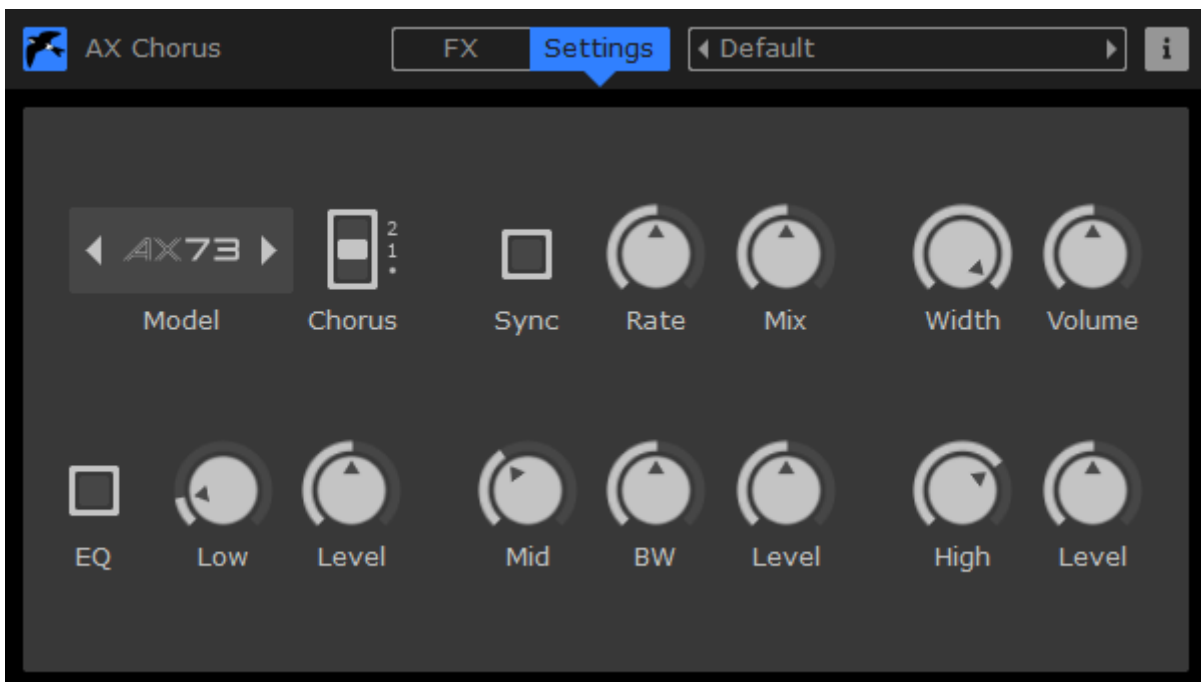 AX Chorus FX Settings Default i
AX73 2
1
Model Chorus Sync Rate Mix Width Volume
EQ Low Level Mid BW Level High Level